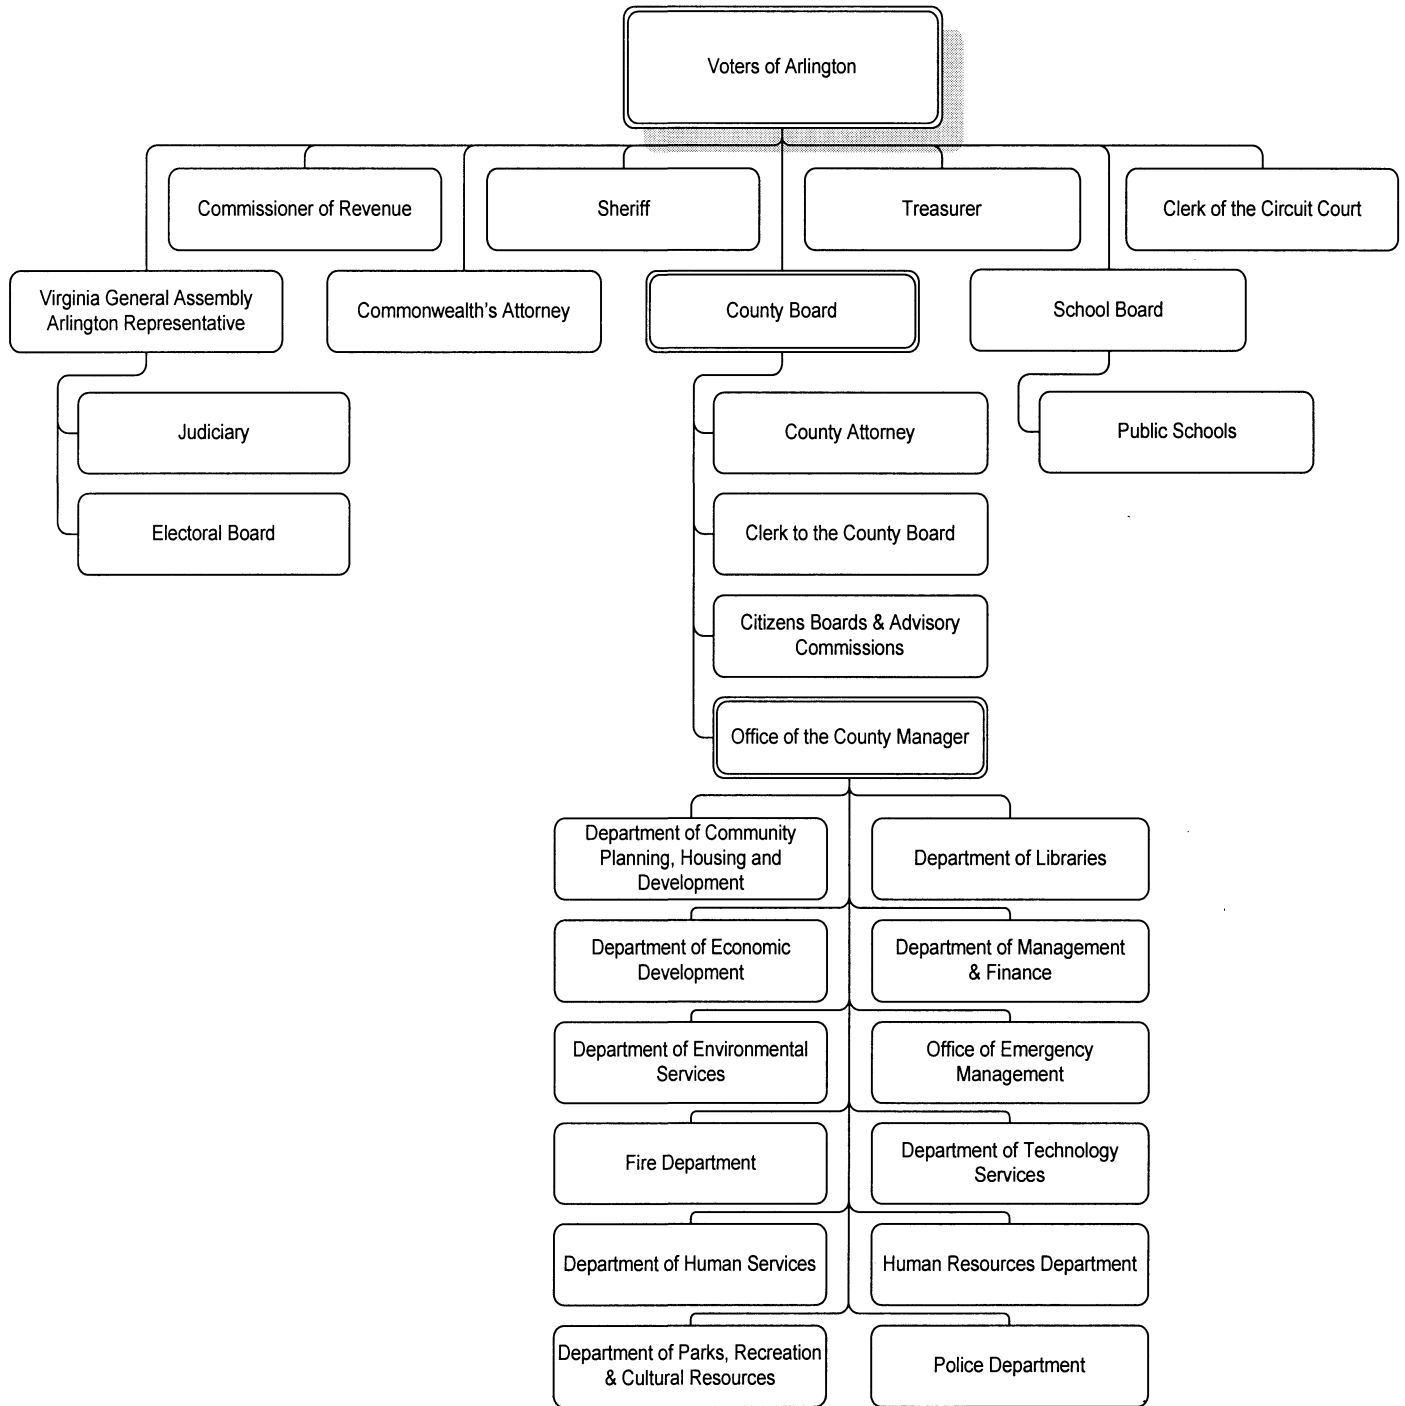 Voters of Arlington
Commissioner of Revenue
Sheriff
Treasurer
Clerk of the Circuit Court
Virginia General Assembly
Arlington Representative
Commonwealth's Attorney
County Board
School Board
Judiciary
County Attorney
Public Schools
Electoral Board
Clerk to the County Board
Citizens Boards & Advisory
Commissions
Office of the County Manager
Department of Community
Planning, Housing and
Development
Department of Libraries
Department of Economic
Development
Department of Management
& Finance
Department of Environmental
Services
Office of Emergency
Management
Fire Department
Department of Technology
Services
Department of Human Services
Human Resources Department
Department of Parks, Recreation
& Cultural Resources
Police Department